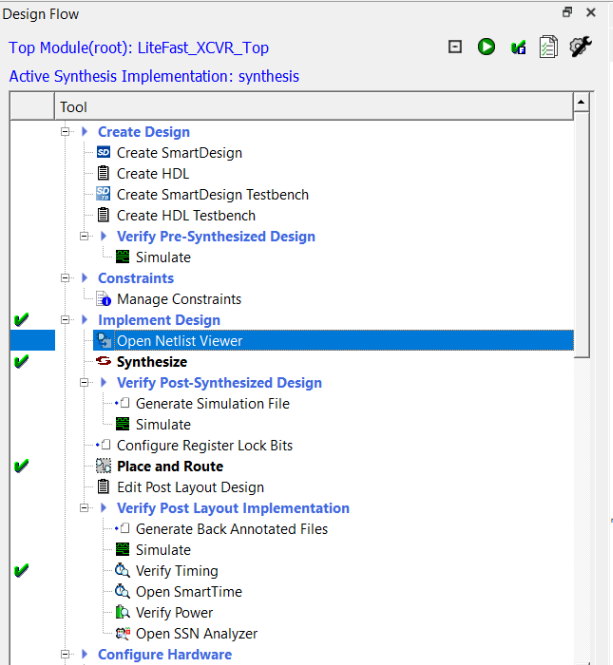 Design Flow
Top Module(root): LiteFast_XCVR_Top
Active Synthesis Implementation: synthesis
Tool
Create Design
Create SmartDesign
Create HDL
Create SmartDesign Testbench
Create HDL Testbench
Verify Pre-Synthesized Design
Simulate
Constraints
Manage Constraints
Implement Design
Open Netlist Viewer
Synthesize
Verify Post-Synthesized Design
Generate Simulation File
Simulate
Configure Register Lock Bits
Place and Route
Edit Post Layout Design
Verify Post Layout Implementation
Generate Back Annotated Files
Simulate
Verify Timing
Open SmartTime
Verify Power
Open SSN Analyzer
Configure Hardware